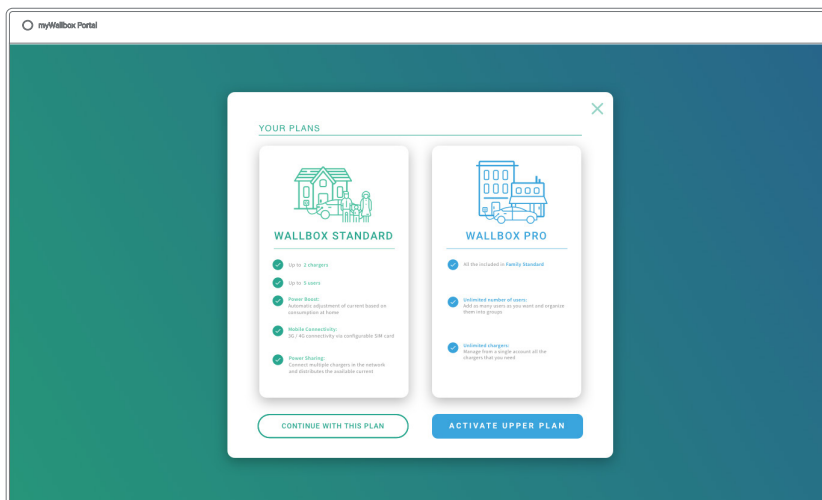 myWallbox Portal
YOUR PLANS
WALLBOX STANDARD
Up to 2 chargers
Up to 5 users
Power Boost:
Automatic adjustment of current based on
consumption at home
Mobile Connectivity:
3G / 4G connectivity via configurable SIM card
Power Sharing:
Connect multiple chargers in the network
and distributes the available current
CONTINUE WITH THIS PLAN
WALLBOX PRO
All the included in Family Standard
Unlimited number of users:
Add as many users as you want and organize
them into groups
Unlimited chargers:
Manage from a single account all the
chargers that you need
ACTIVATE UPPER PLAN